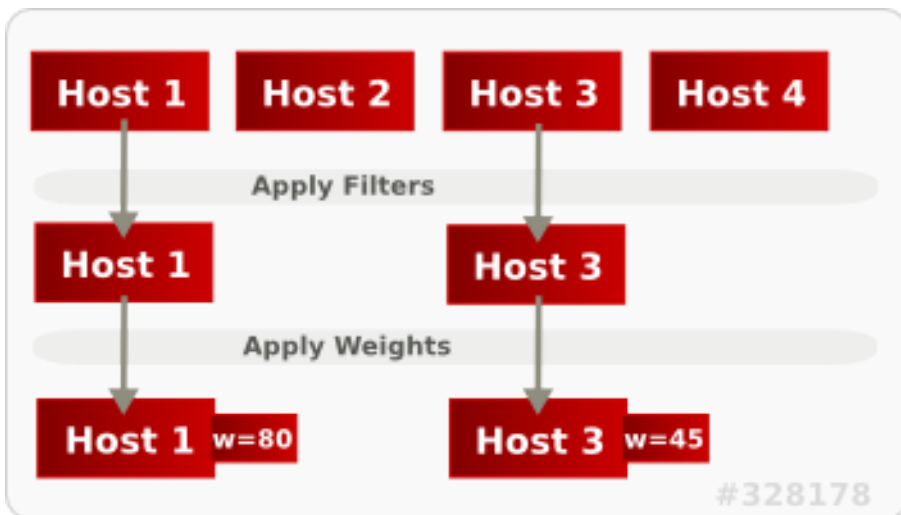 Host 1 Host 2 Host 3 Host 4
Apply Filters
Host 1 Host 3
Apply Weights
Host 1 w=80 Host 3 w=45
#328178